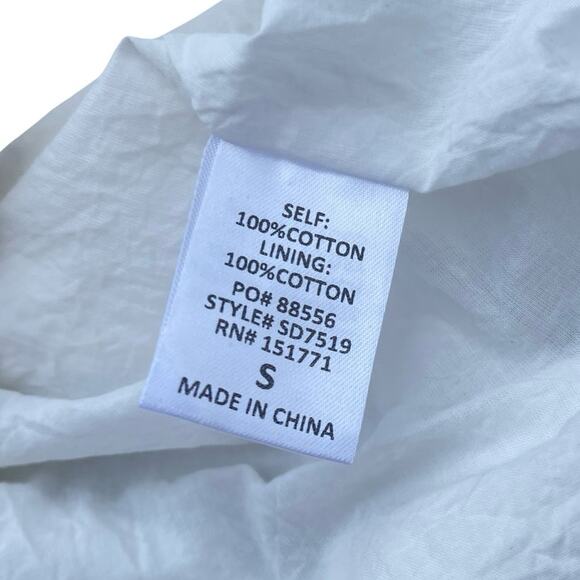 SELF:
100%COTTON
LINING:
100%COTTON
PO# 88556
STYLE# SD7519
RN# 151771
S
MADE IN CHINA